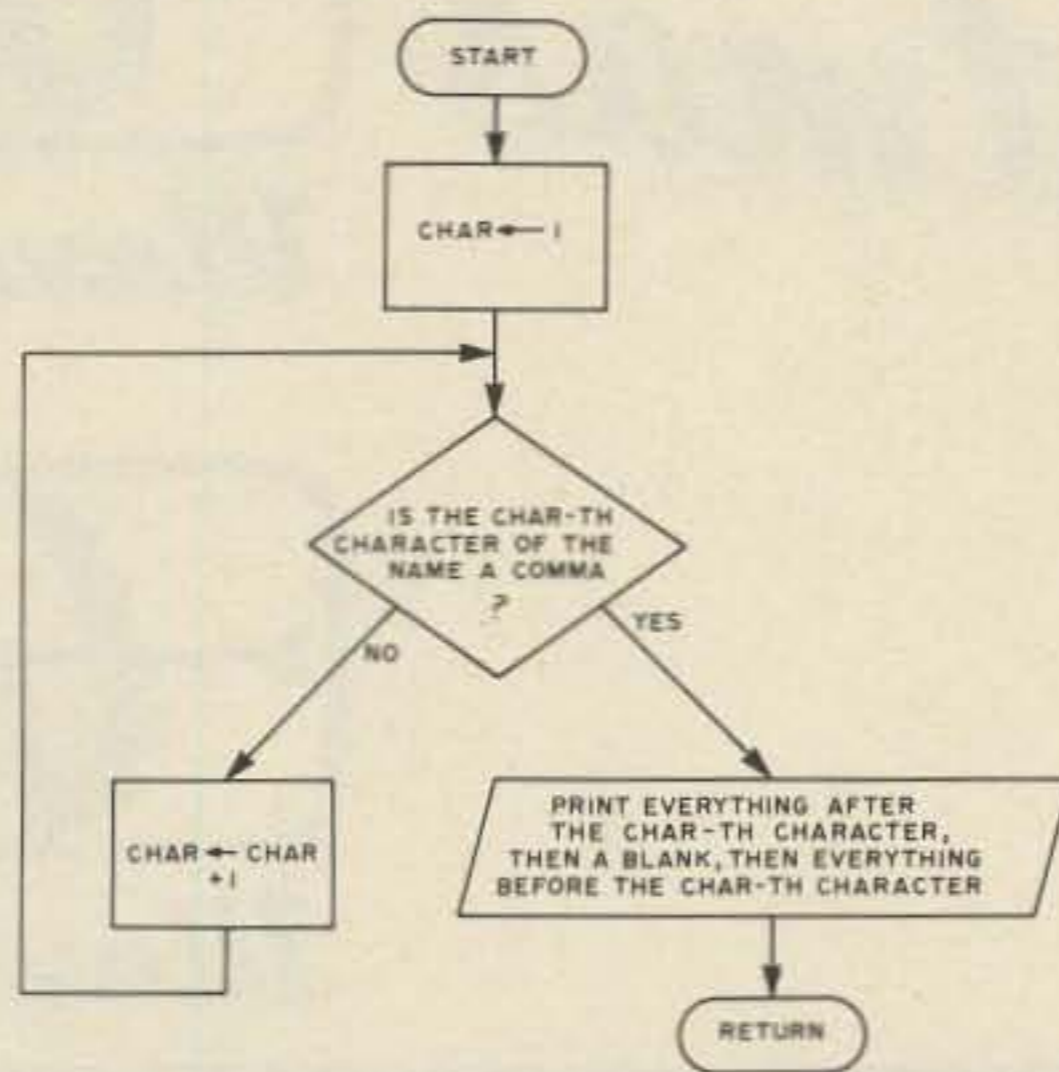 START
CHAR ← 1
IS THE CHAR-TH
CHARACTER OF THE
NAME A COMMA
?
NO
YES
CHAR ← CHAR
+ 1
PRINT EVERYTHING AFTER
THE CHAR-TH CHARACTER,
THEN A BLANK, THEN EVERYTHING
BEFORE THE CHAR-TH CHARACTER
RETURN